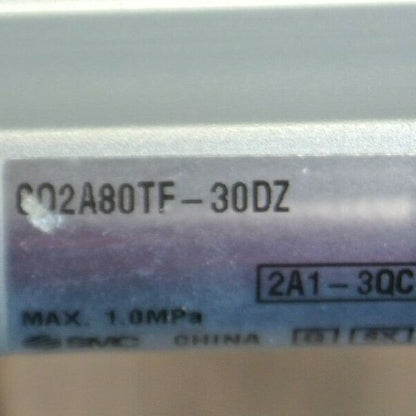 CQ2A80TF-30DZ
2A1-3QC
MAX. 1.0MPa
SMC CHINA